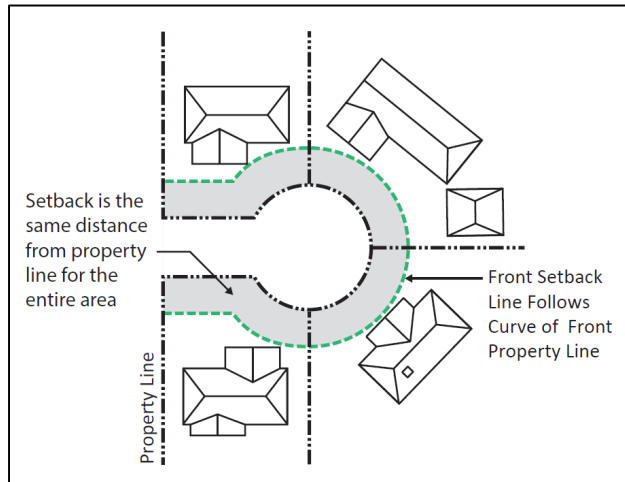 Setback is the
same distance
from property
line for the
entire area
Front Setback
Line Follows
Curve of Front
Property Line
Property Line